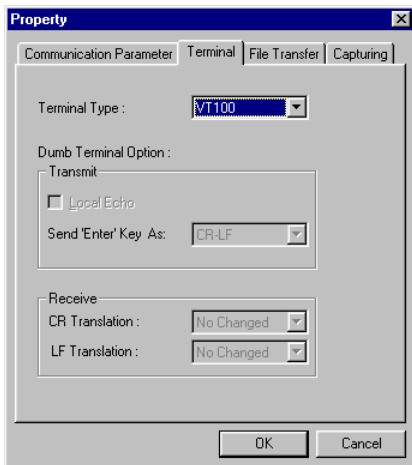 Property
Communication Parameter Terminal File Transfer Capturing
Terminal Type : VT100
Dumb Terminal Option :
Transmit
Local Echo
Send 'Enter' Key As: CR-LF
Receive
CR Translation : No Changed
LF Translation : No Changed
OK Cancel